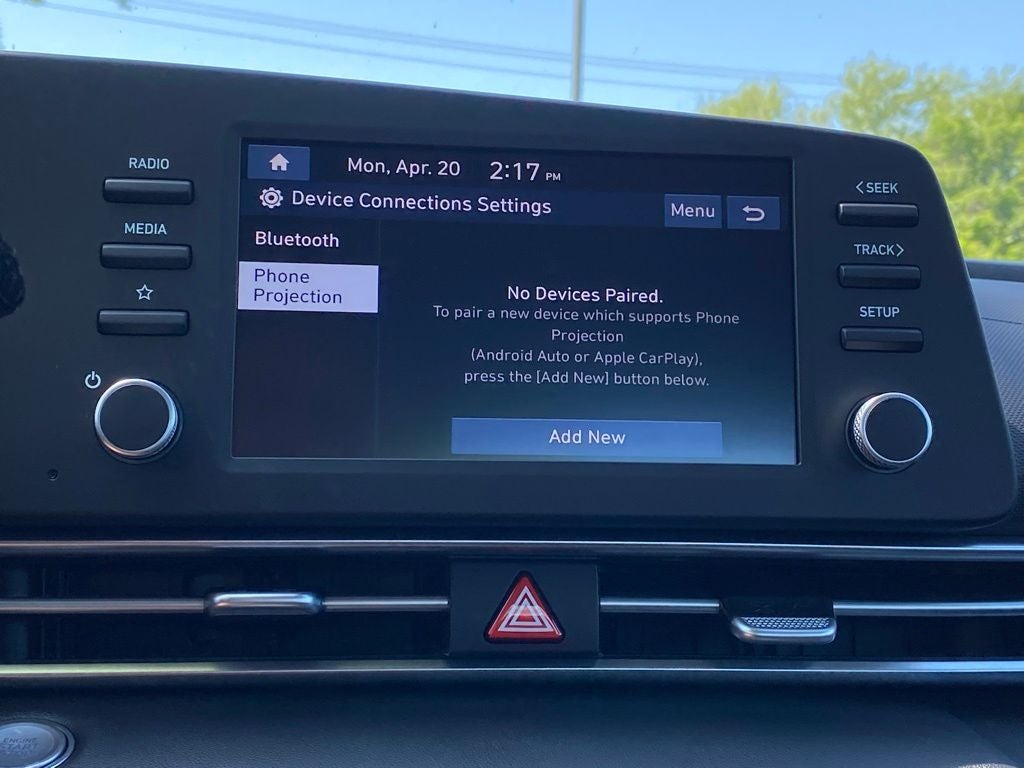 RADIO
MEDIA
Mon, Apr. 20 2:17 PM
Device Connections Settings
Menu
Bluetooth
Phone
Projection
No Devices Paired.
To pair a new device which supports Phone
Projection
(Android Auto or Apple CarPlay),
press the [Add New] button below.
Add New
<SEEK
TRACK>
SETUP
ENGINE
START